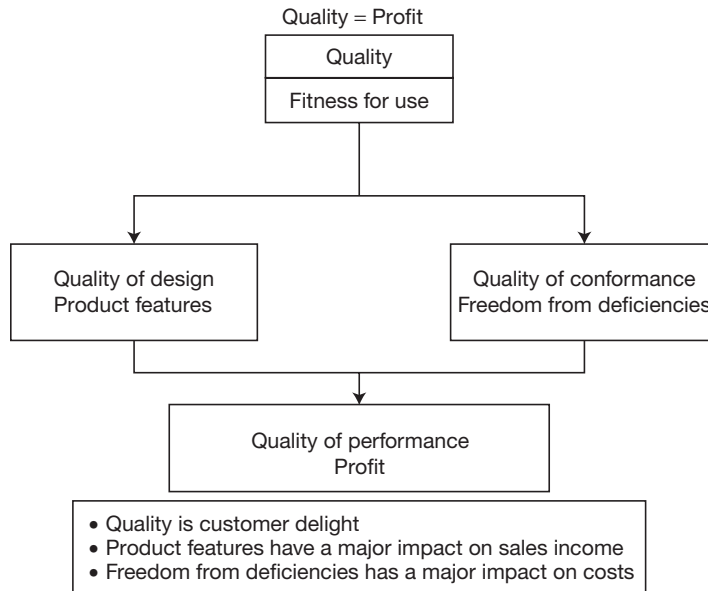 Quality = Profit
Quality
Fitness for use
Quality of design
Product features
Quality of conformance
Freedom from deficiencies
Quality of performance
Profit
• Quality is customer delight
• Product features have a major impact on sales income
• Freedom from deficiencies has a major impact on costs